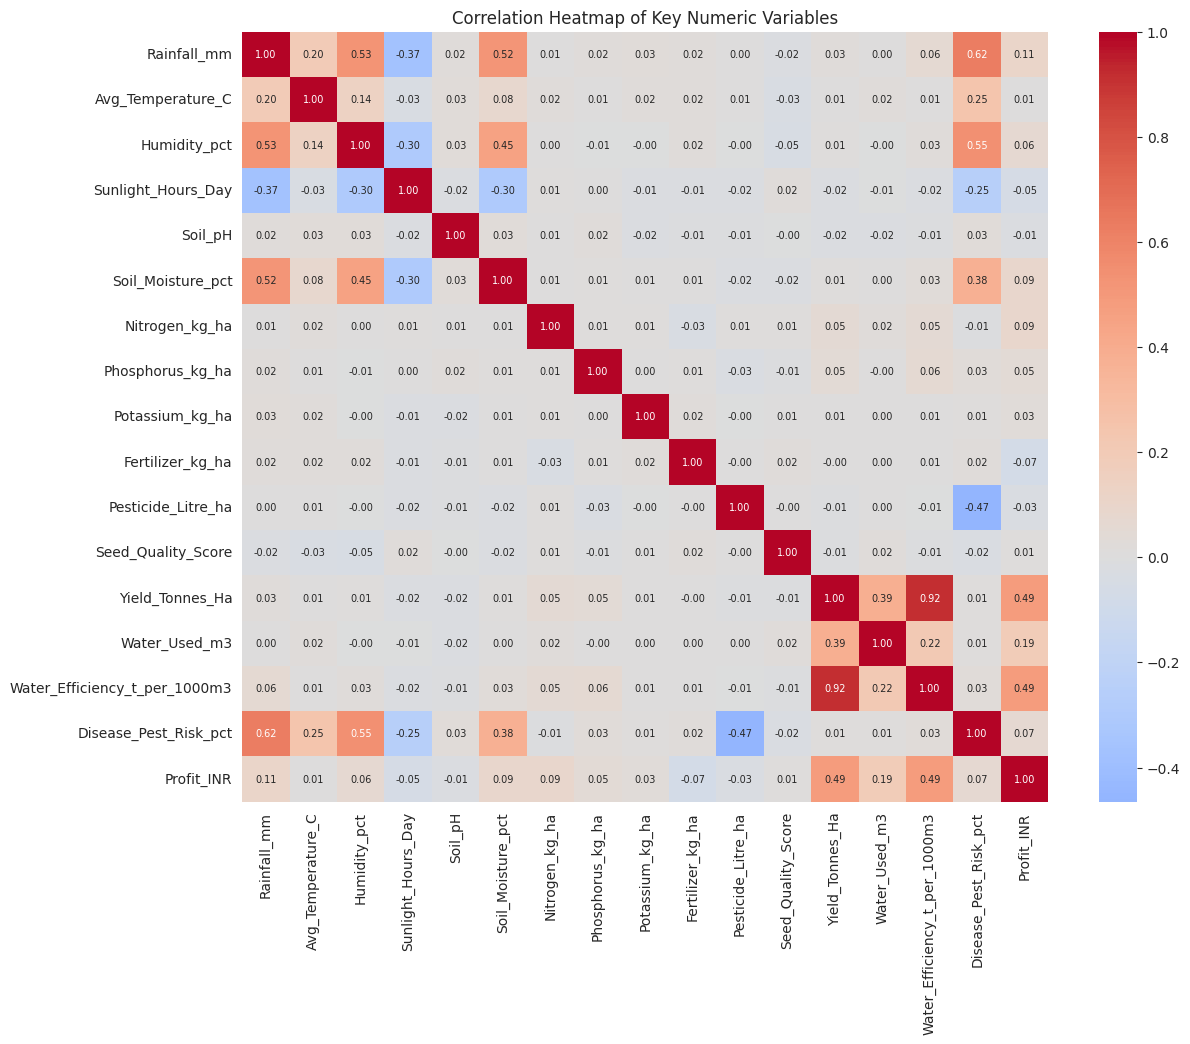 Correlation Heatmap of Key Numeric Variables
Rainfall_mm 1.00 0.20 0.53 -0.37 0.02 0.52 0.01 0.02 0.03 0.02 0.00 -0.02 0.03 0.00 0.06 0.62 0.11
Avg_Temperature_C 0.20 1.00 0.14 -0.03 0.03 0.08 0.02 0.01 0.02 0.02 0.01 -0.03 0.01 0.02 0.01 0.25 0.01
Humidity_pct 0.53 0.14 1.00 -0.30 0.03 0.45 0.00 -0.01 -0.00 0.02 -0.00 -0.05 0.01 -0.00 0.03 0.55 0.06
Sunlight_Hours_Day -0.37 -0.03 -0.30 1.00 -0.02 -0.30 0.01 0.00 -0.01 -0.01 -0.02 0.02 -0.02 -0.01 -0.02 -0.25 -0.05
Soil_pH 0.02 0.03 0.03 -0.02 1.00 0.03 0.01 0.02 -0.02 -0.01 -0.01 -0.00 -0.02 -0.02 -0.01 0.03 -0.01
Soil_Moisture_pct 0.52 0.08 0.45 -0.30 0.03 1.00 0.01 0.01 0.01 0.01 -0.02 -0.02 0.01 0.00 0.03 0.38 0.09
Nitrogen_kg_ha 0.01 0.02 0.00 0.01 0.01 0.01 1.00 0.01 0.01 -0.03 0.01 0.01 0.05 0.02 0.05 -0.01 0.09
Phosphorus_kg_ha 0.02 0.01 -0.01 0.00 0.02 0.01 0.01 1.00 0.00 0.01 -0.03 -0.01 0.05 -0.00 0.06 0.03 0.05
Potassium_kg_ha 0.03 0.02 -0.00 -0.01 -0.02 0.01 0.01 0.00 1.00 0.02 -0.00 0.01 0.01 0.00 0.01 0.01 0.03
Fertilizer_kg_ha 0.02 0.02 0.02 -0.01 -0.01 0.01 -0.03 0.01 0.02 1.00 -0.00 0.02 -0.00 0.00 0.01 0.02 -0.07
Pesticide_Litre_ha 0.00 0.01 -0.00 -0.02 -0.01 -0.02 0.01 -0.03 -0.00 -0.00 1.00 -0.00 -0.01 0.00 -0.01 -0.47 -0.03
Seed_Quality_Score -0.02 -0.03 -0.05 0.02 -0.00 -0.02 0.01 -0.01 0.01 0.02 -0.00 1.00 -0.01 0.02 -0.01 -0.02 0.01
Yield_Tonnes_Ha 0.03 0.01 0.01 -0.02 -0.02 0.01 0.05 0.05 0.01 -0.00 -0.01 -0.01 1.00 0.39 0.92 0.01 0.49
Water_Used_m3 0.00 0.02 -0.00 -0.01 -0.02 0.00 0.02 -0.00 0.00 0.00 0.00 0.02 0.39 1.00 0.22 0.01 0.19
Water_Efficiency_t_per_1000m3 0.06 0.01 0.03 -0.02 -0.01 0.03 0.05 0.06 0.01 0.01 -0.01 -0.01 0.92 0.22 1.00 0.03 0.49
Disease_Pest_Risk_pct 0.62 0.25 0.55 -0.25 0.03 0.38 -0.01 0.03 0.01 0.02 -0.47 -0.02 0.01 0.01 0.03 1.00 0.07
Profit_INR 0.11 0.01 0.06 -0.05 -0.01 0.09 0.09 0.05 0.03 -0.07 -0.03 0.01 0.49 0.19 0.49 0.07 1.00
Rainfall_mm
Avg_Temperature_C
Humidity_pct
Sunlight_Hours_Day
Soil_pH
Soil_Moisture_pct
Nitrogen_kg_ha
Phosphorus_kg_ha
Potassium_kg_ha
Fertilizer_kg_ha
Pesticide_Litre_ha
Seed_Quality_Score
Yield_Tonnes_Ha
Water_Used_m3
Water_Efficiency_t_per_1000m3
Disease_Pest_Risk_pct
Profit_INR
1.0
0.8
0.6
0.4
0.2
0.0
−0.2
−0.4